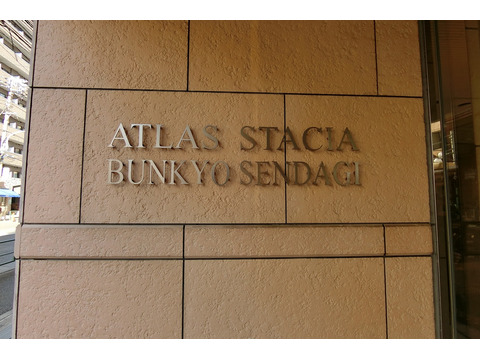 ATLAS STACIA
BUNKYO SENDAGI